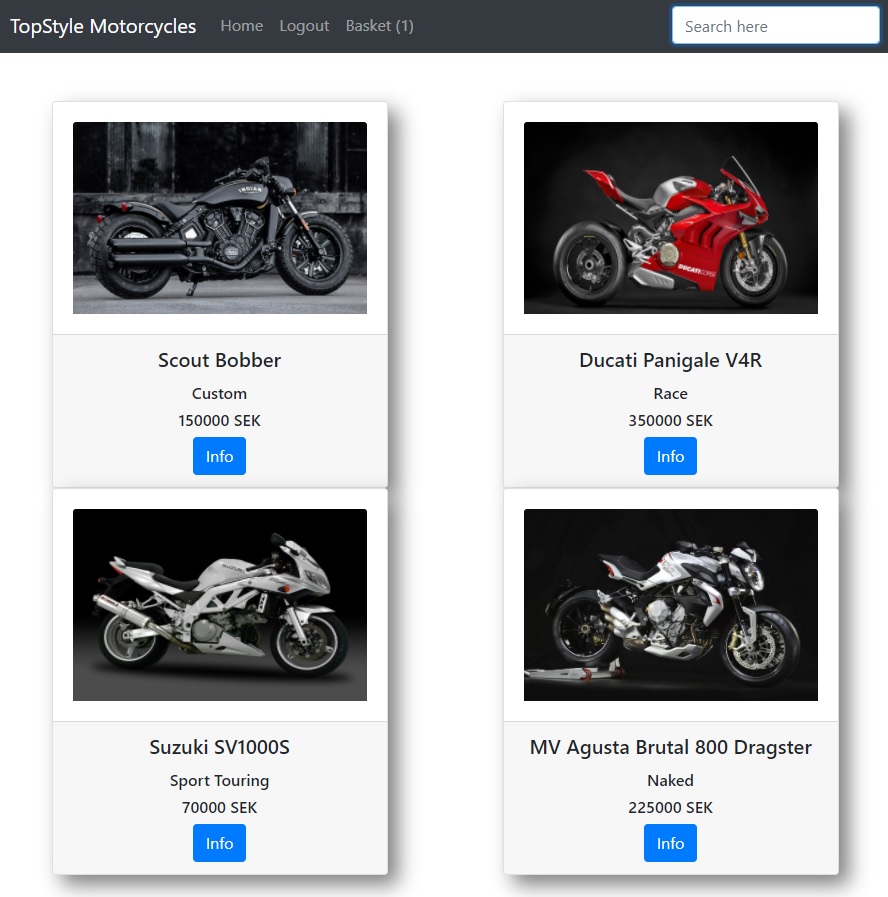 TopStyle Motorcycles Home Logout Basket (1) Search here
INDIAN
Scout Bobber
Custom
150000 SEK
Info
DUCATICORSE
Ducati Panigale V4R
Race
350000 SEK
Info
SUZUKI
Suzuki SV1000S
Sport Touring
70000 SEK
Info
MV Agusta Brutal 800 Dragster
Naked
225000 SEK
Info